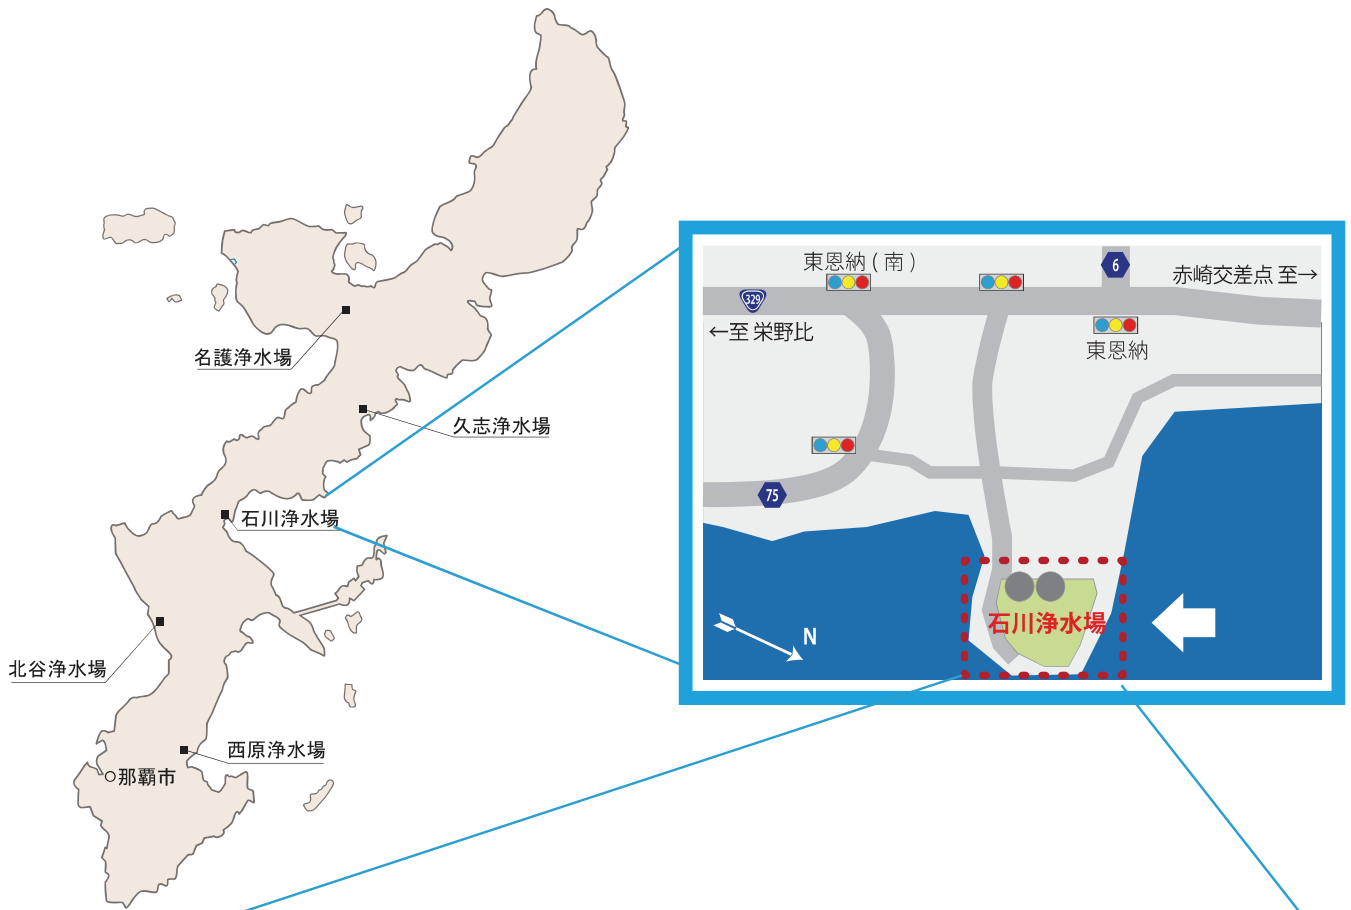 名護浄水場
久志浄水場
石川浄水場
北谷浄水場
西原浄水場
那覇市
東恩納(南)
6
赤崎交差点 至→
329
←至 栄野比
東恩納
75
N
石川浄水場